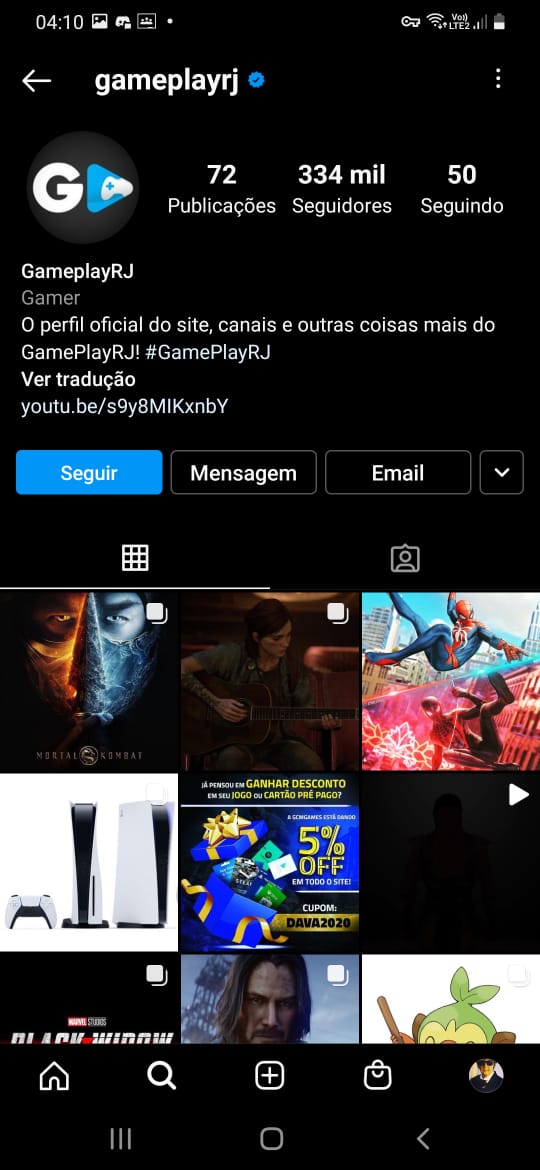 04:10
Vo))
LTE2
gameplayrj
G
72
334 mil
50
Publicações
Seguidores
Seguindo
GameplayRJ
Gamer
O perfil oficial do site, canais e outras coisas mais do
GamePlayRJ! #GamePlayRJ
Ver tradução
youtu.be/s9y8MIKxnbY
Seguir
Mensagem
Email
MORTAL KOMBAT
JÁ PENSOU EM GANHAR DESCONTO
EM SEU JOGO OU CARTÃO PRÉ PAGO?
A GCMGAMES ESTÁ DANDO
5%
OFF
EM TODO O SITE!
CUPOM:
DAVA2020
MARVEL STUDIOS
BLACK WIDOW